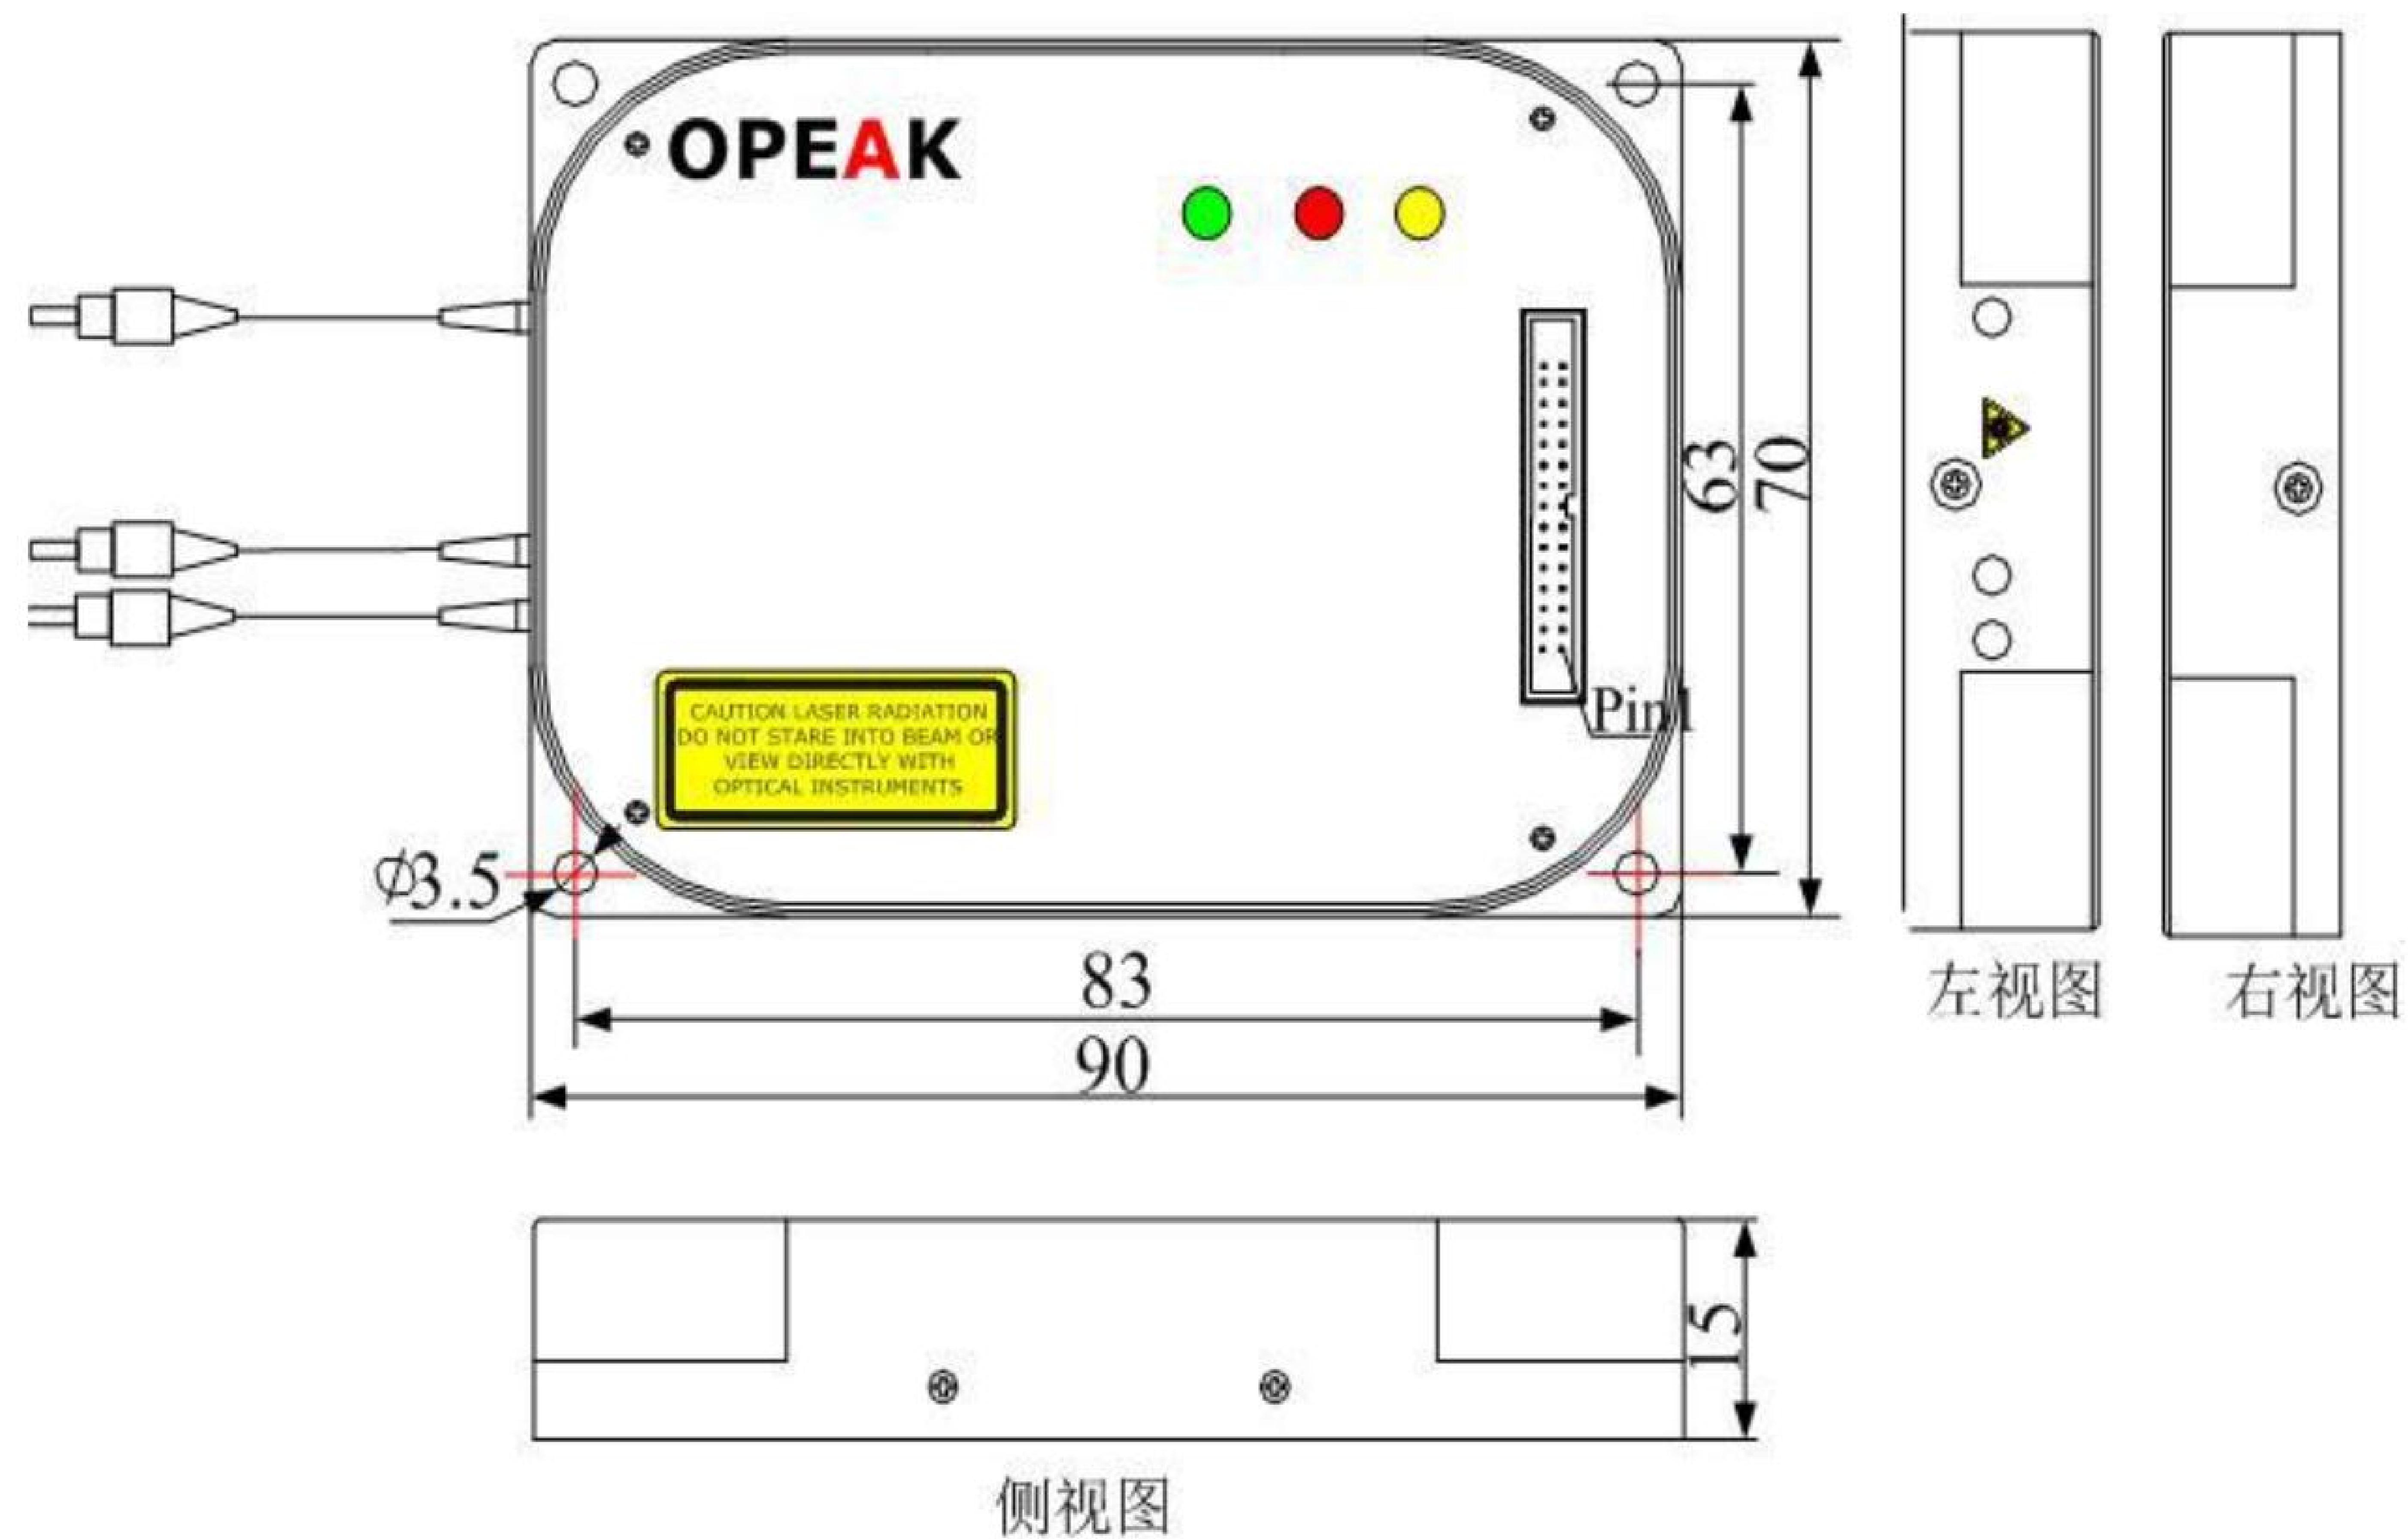 OPEAK
63
70
CAUTION LASER RADIATION
DO NOT STARE INTO BEAM OR
VIEW DIRECTLY WITH
OPTICAL INSTRUMENTS
Pin1
Ø3.5
83
90
左视图
右视图
15
侧视图